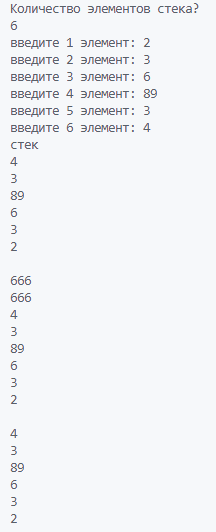 Количество элементов стека?
6
введите 1 элемент: 2
введите 2 элемент: 3
введите 3 элемент: 6
введите 4 элемент: 89
введите 5 элемент: 3
введите 6 элемент: 4
стек
4
3
89
6
3
2

666
666
4
3
89
6
3
2

4
3
89
6
3
2